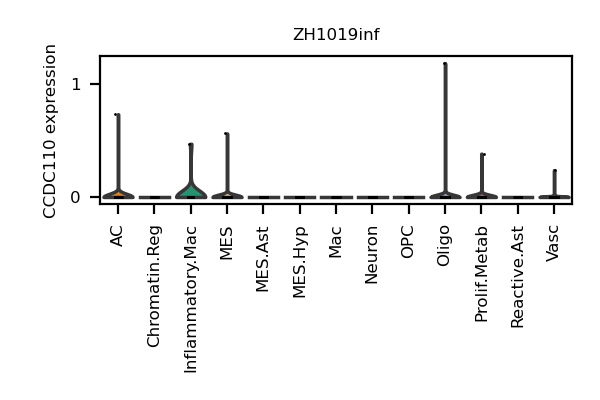 ZH1019inf
CCDC110 expression
1
0
AC
Chromatin.Reg
Inflammatory.Mac
MES
MES.Ast
MES.Hyp
Mac
Neuron
OPC
Oligo
Prolif.Metab
Reactive.Ast
Vasc